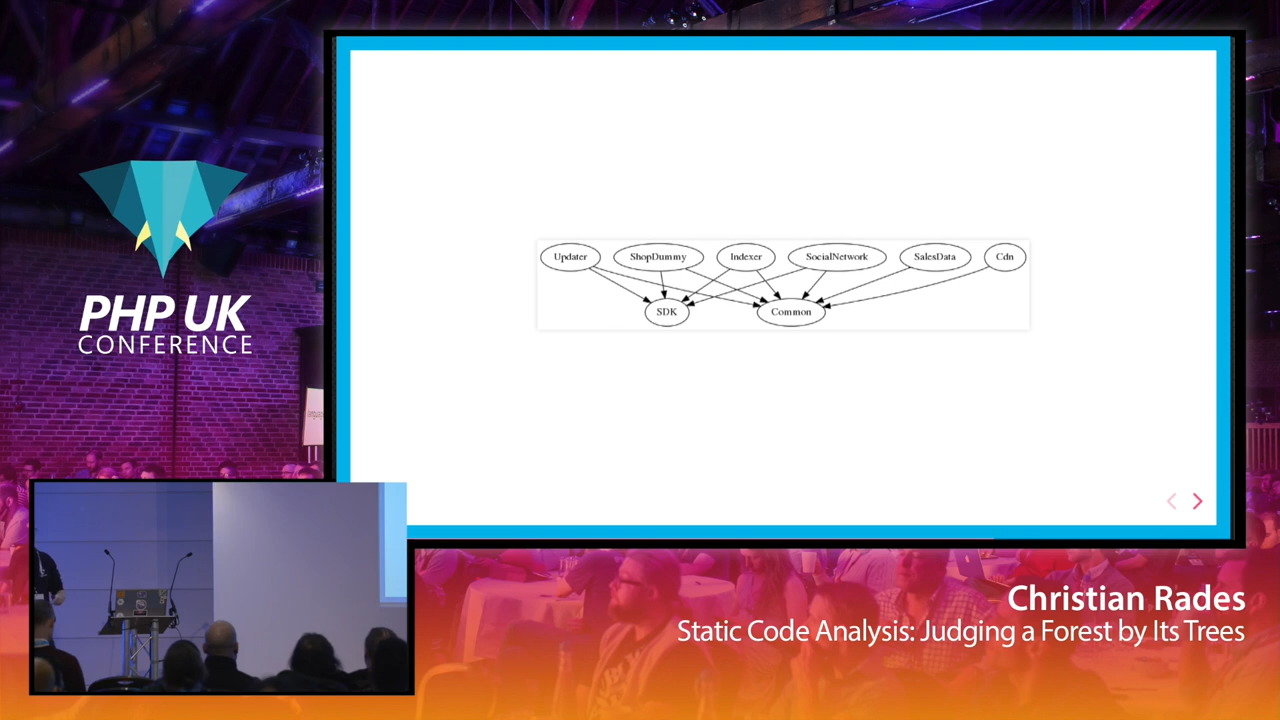 PHP UK
CONFERENCE
Updater
ShopDummy
Indexer
SocialNetwork
SalesData
Cdn
SDK
Common
Christian Rades
Static Code Analysis: Judging a Forest by Its Trees